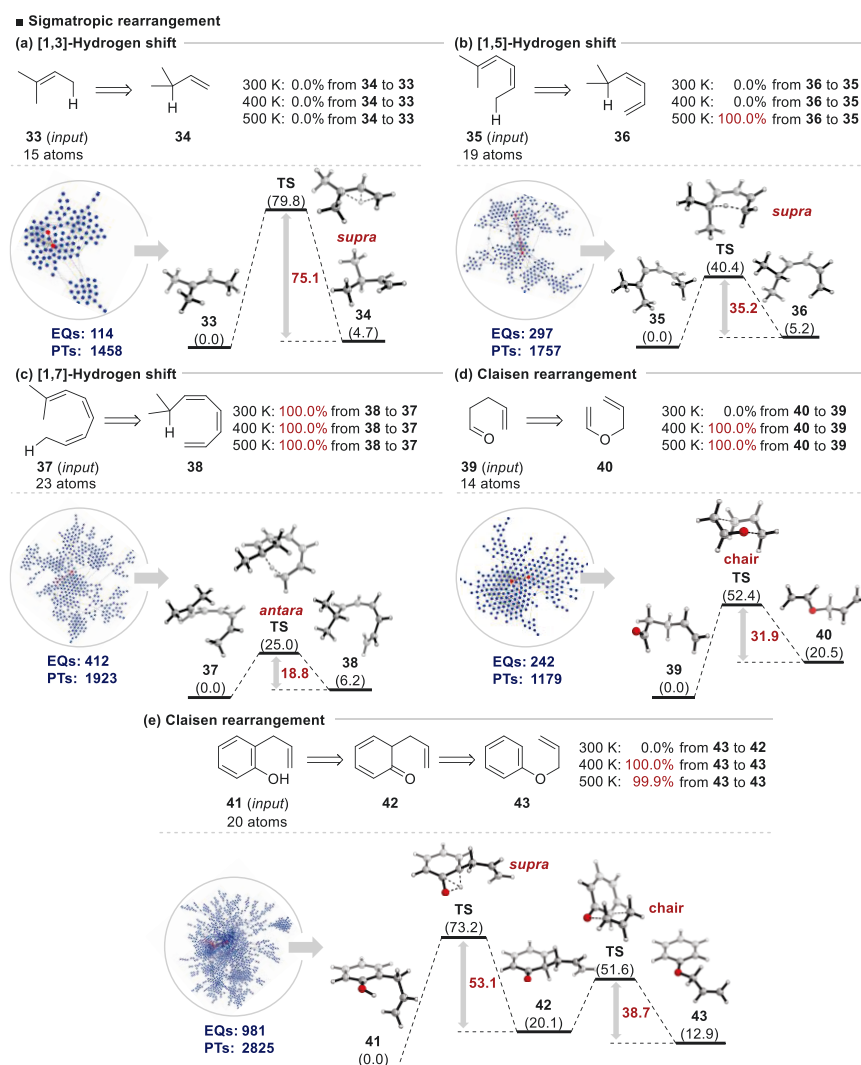 ■ Sigmatropic rearrangement
(a) [1,3]-Hydrogen shift
H
33 (input)
15 atoms
H
34
300 K: 0.0% from 34 to 33
400 K: 0.0% from 34 to 33
500 K: 0.0% from 34 to 33
EQs: 114
PTs: 1458
TS
(79.8)
supra
75.1
33
(0.0)
34
(4.7)
(b) [1,5]-Hydrogen shift
H
35 (input)
19 atoms
H
36
300 K: 0.0% from 36 to 35
400 K: 0.0% from 36 to 35
500 K: 100.0% from 36 to 35
EQs: 297
PTs: 1757
supra
TS
(40.4)
35.2
35
(0.0)
36
(5.2)
(c) [1,7]-Hydrogen shift
H
37 (input)
23 atoms
H
38
300 K: 100.0% from 38 to 37
400 K: 100.0% from 38 to 37
500 K: 100.0% from 38 to 37
EQs: 412
PTs: 1923
antara
TS
(25.0)
18.8
37
(0.0)
38
(6.2)
(d) Claisen rearrangement
O
39 (input)
14 atoms
O
40
300 K: 0.0% from 40 to 39
400 K: 100.0% from 40 to 39
500 K: 100.0% from 40 to 39
EQs: 242
PTs: 1179
chair
TS
(52.4)
31.9
39
(0.0)
40
(20.5)
(e) Claisen rearrangement
OH
41 (input)
20 atoms
O
42
O
43
300 K: 0.0% from 43 to 42
400 K: 100.0% from 43 to 43
500 K: 99.9% from 43 to 43
EQs: 981
PTs: 2825
supra
TS
(73.2)
53.1
chair
TS
(51.6)
38.7
41
(0.0)
42
(20.1)
43
(12.9)